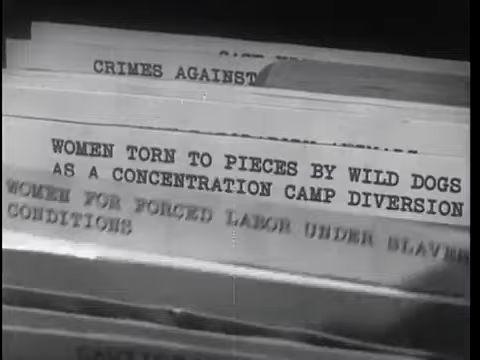 CRIMES AGAINST
WOMEN TORN TO PIECES BY WILD DOGS
AS A CONCENTRATION CAMP DIVERSION
WOMEN FOR FORCED LABOR UNDER SLAVER
CONDITIONS